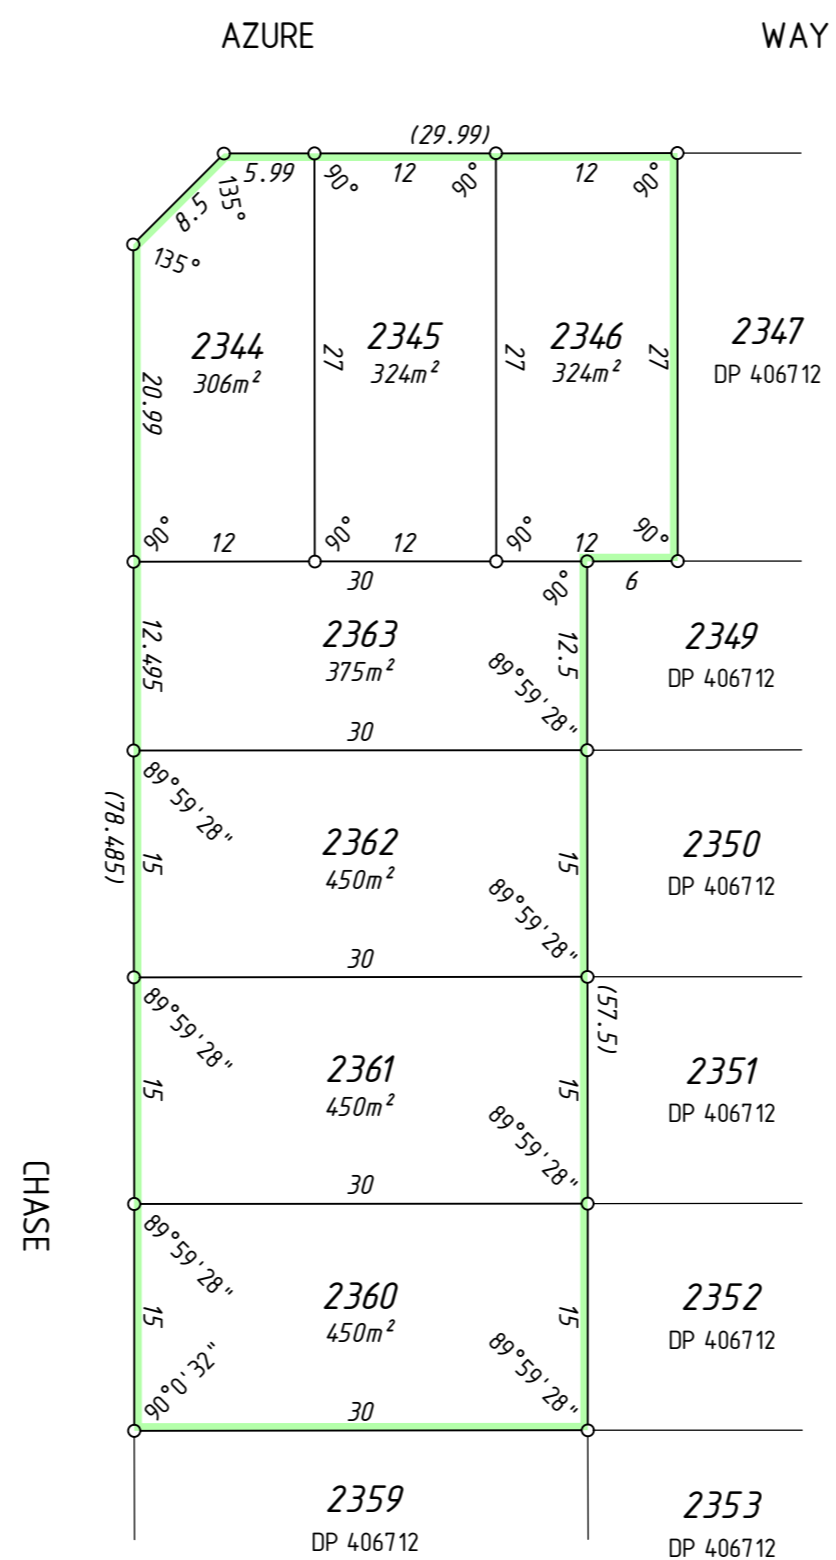 AZURE WAY
(29.99)
5.99 90° 12 90° 12 90°
8.5 135°
135°
2344
306m²
2345
324m²
2346
324m²
2347
DP 406712
20.99 27 27 27
90° 12 90° 12 90° 12 90°
30 90° 6
12.495
2363
375m²
12.5
89°59'28"
2349
DP 406712
30
89°59'28"
(78.485)
15
2362
450m²
15
89°59'28"
2350
DP 406712
30
89°59'28"
(57.5)
15
2361
450m²
15
89°59'28"
2351
DP 406712
30
CHASE
89°59'28"
15
2360
450m²
15
89°59'28"
2352
DP 406712
90°0'32"
30
2359
DP 406712
2353
DP 406712